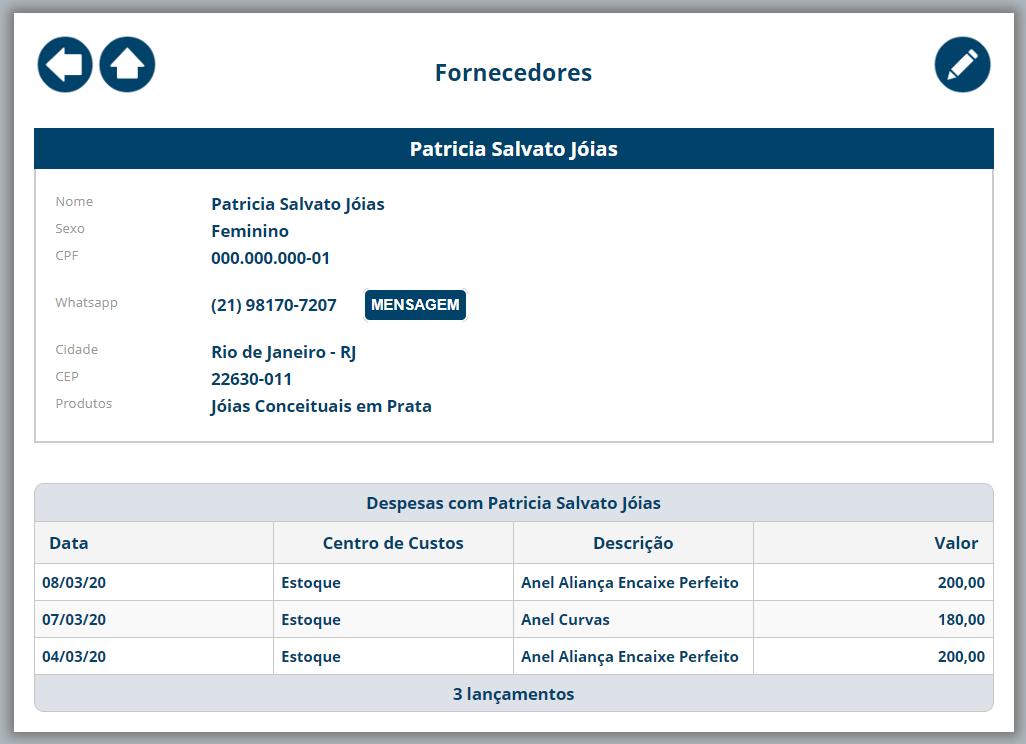 Fornecedores
Patricia Salvato Jóias
Nome Patricia Salvato Jóias
Sexo Feminino
CPF 000.000.000-01
Whatsapp (21) 98170-7207 MENSAGEM
Cidade Rio de Janeiro - RJ
CEP 22630-011
Produtos Jóias Conceituais em Prata
Despesas com Patricia Salvato Jóias
Data Centro de Custos Descrição Valor
08/03/20 Estoque Anel Aliança Encaixe Perfeito 200,00
07/03/20 Estoque Anel Curvas 180,00
04/03/20 Estoque Anel Aliança Encaixe Perfeito 200,00
3 lançamentos